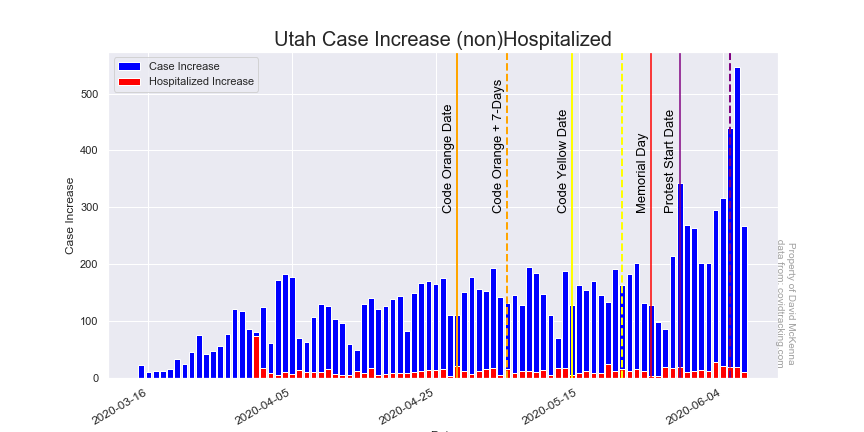 Utah Case Increase (non)Hospitalized
Case Increase
Hospitalized Increase
Case Increase
500
400
300
200
100
0
Code Orange Date
Code Orange + 7-Days
Code Yellow Date
Memorial Day
Protest Start Date
Property of David McKenna
data from: covidtracking.com
2020-03-16
2020-04-05
2020-04-25
2020-05-15
2020-06-04